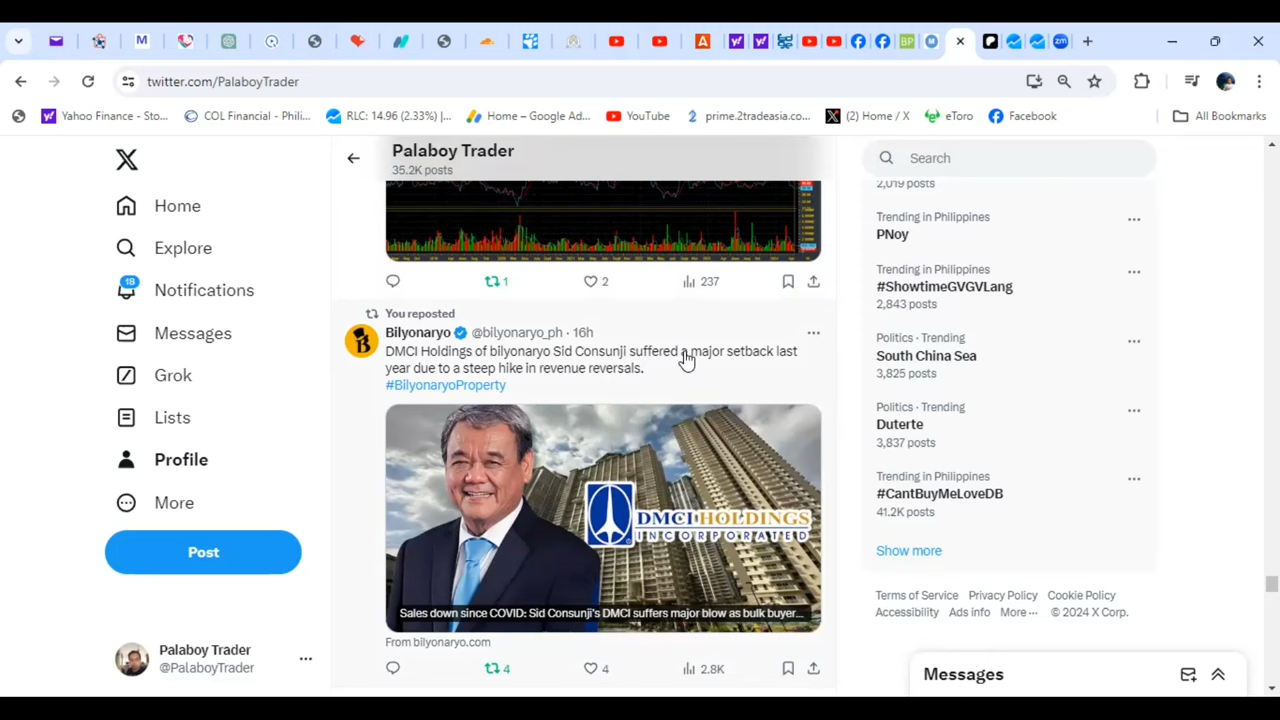 twitter.com/PalaboyTrader
Yahoo Finance - Sto...
COL Financial - Phili...
RLC: 14.96 (2.33%) |...
Home – Google Ad...
YouTube
prime.2tradeasia.co...
(2) Home / X
eToro
Facebook
All Bookmarks
Palaboy Trader
35.2K posts
Home
Explore
18
Notifications
Messages
Grok
Lists
Profile
More
Post
Palaboy Trader
@PalaboyTrader
1
2
237
You reposted
Bilyonaryo @bilyonaryo_ph · 16h
DMCI Holdings of bilyonaryo Sid Consunji suffered a major setback last
year due to a steep hike in revenue reversals.
#BilyonaryoProperty
DMCI HOLDINGS
INCORPORATED
Sales down since COVID: Sid Consunji's DMCI suffers major blow as bulk buyer...
From bilyonaryo.com
4
4
2.8K
Search
2,019 posts
Trending in Philippines
PNoy
Trending in Philippines
#ShowtimeGVGVLang
2,843 posts
Politics · Trending
South China Sea
3,825 posts
Politics · Trending
Duterte
3,837 posts
Trending in Philippines
#CantBuyMeLoveDB
41.2K posts
Show more
Terms of Service Privacy Policy Cookie Policy
Accessibility Ads info More ··· © 2024 X Corp.
Messages